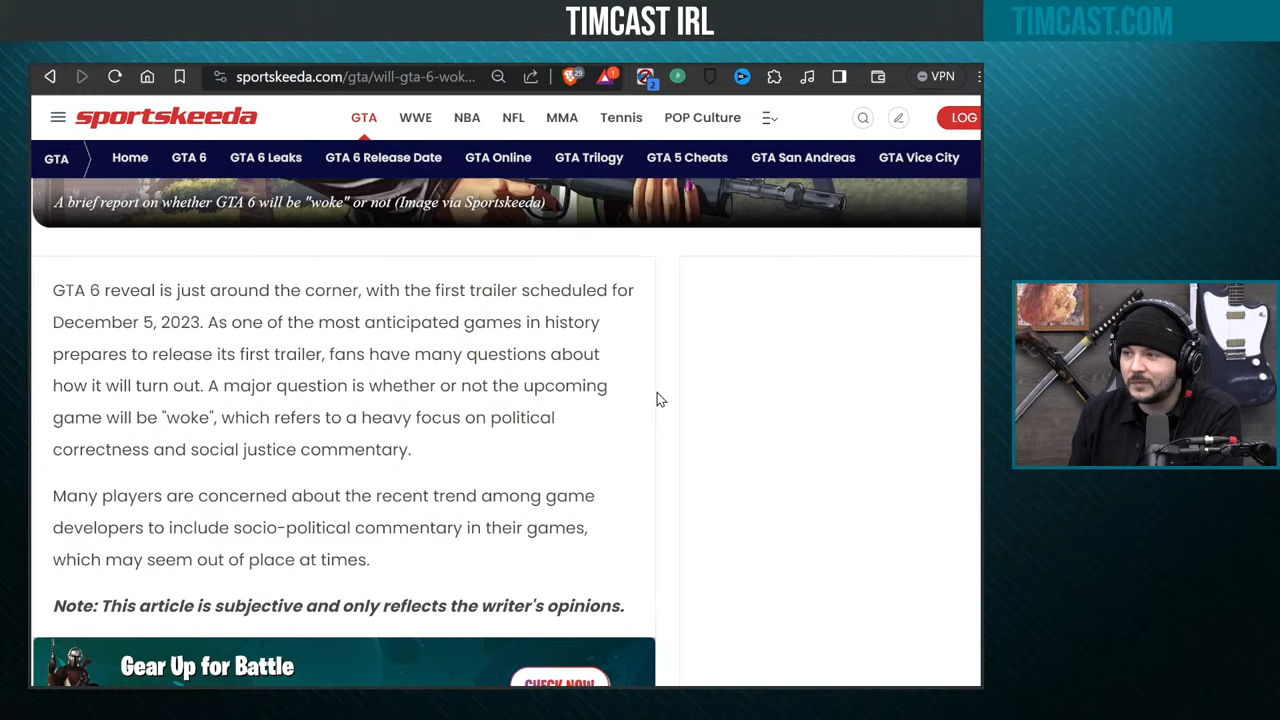 TIMCAST IRL
TIMCAST.COM
sportskeeda.com/gta/will-gta-6-wok...
29
1
2
b
VPN
sportskeeda
GTA WWE NBA NFL MMA Tennis POP Culture
LOG
GTA Home GTA 6 GTA 6 Leaks GTA 6 Release Date GTA Online GTA Trilogy GTA 5 Cheats GTA San Andreas GTA Vice City
A brief report on whether GTA 6 will be "woke" or not (Image via Sportskeeda)
GTA 6 reveal is just around the corner, with the first trailer scheduled for
December 5, 2023. As one of the most anticipated games in history
prepares to release its first trailer, fans have many questions about
how it will turn out. A major question is whether or not the upcoming
game will be "woke", which refers to a heavy focus on political
correctness and social justice commentary.
Many players are concerned about the recent trend among game
developers to include socio-political commentary in their games,
which may seem out of place at times.
Note: This article is subjective and only reflects the writer's opinions.
Gear Up for Battle
CHECK NOW